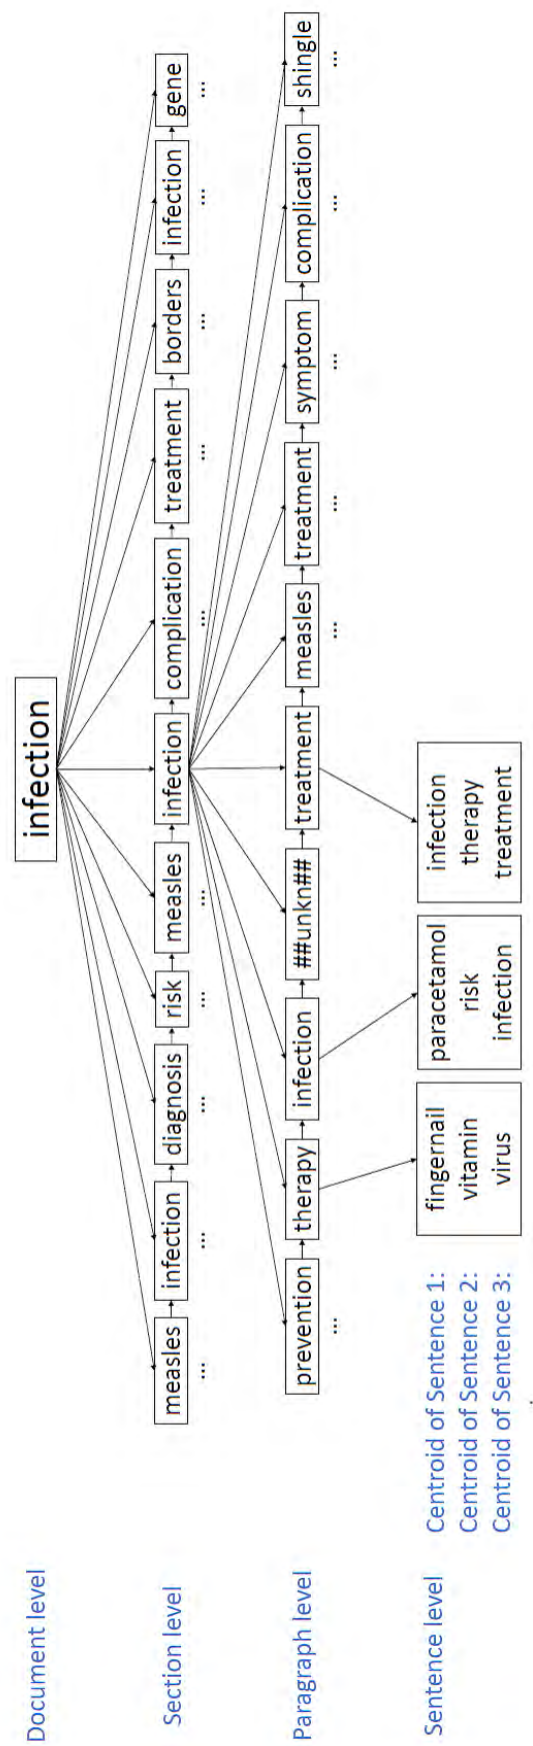 Document level
infection
Section level
measles
infection
diagnosis
risk
measles
infection
complication
treatment
borders
infection
gene
... ... ... ... ... ... ... ... ... ...
Paragraph level
prevention
therapy
infection
##unkn##
treatment
measles
treatment
symptom
complication
shingle
... ... ... ... ... ...
Sentence level
Centroid of Sentence 1:
Centroid of Sentence 2:
Centroid of Sentence 3:
fingernail
vitamin
virus
paracetamol
risk
infection
infection
therapy
treatment